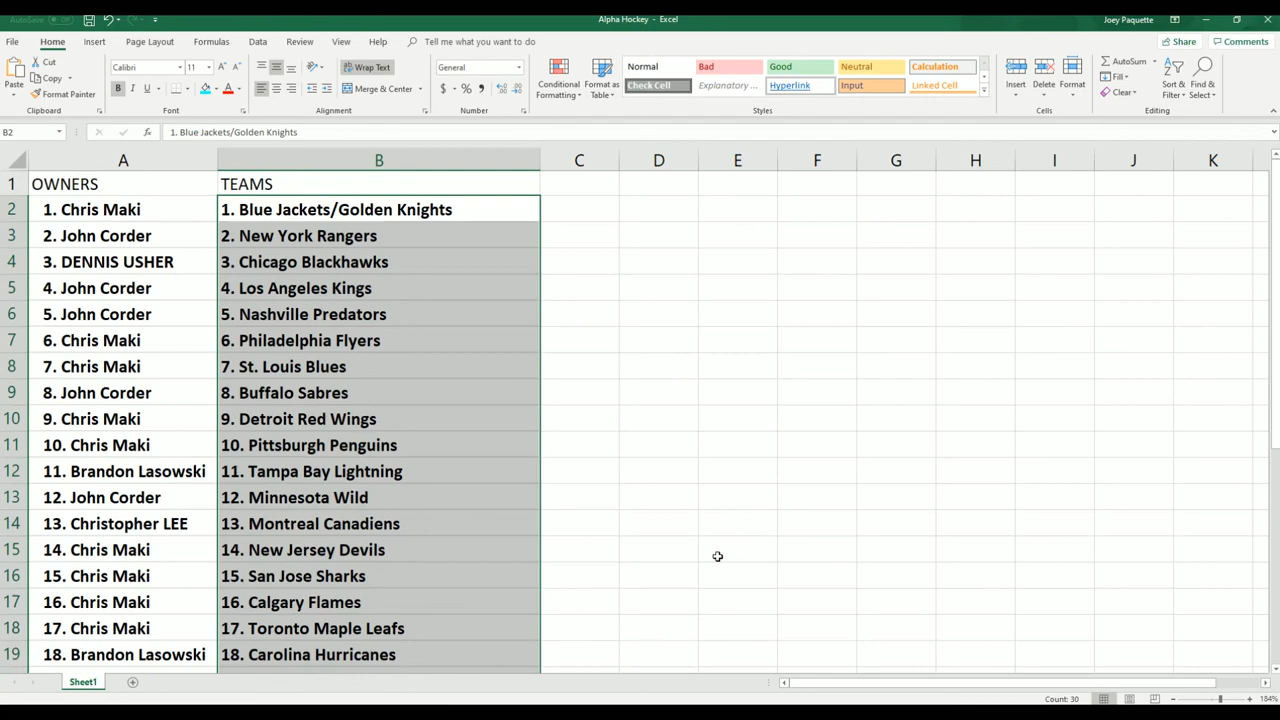 AutoSave Off Alpha Hockey - Excel Joey Paquette
File Home Insert Page Layout Formulas Data Review View Help Tell me what you want to do Share Comments
Cut Calibri 11 Wrap Text General Normal Bad Good Neutral Calculation AutoSum
Copy Fill
Paste Format Painter B I U Merge & Center $ % , Conditional Formatting Format as Table Check Cell Explanatory ... Hyperlink Input Linked Cell Insert Delete Format Clear Sort & Filter Find & Select
Clipboard Font Alignment Number Styles Cells Editing
B2 fx 1. Blue Jackets/Golden Knights
A B C D E F G H I J K
1 OWNERS TEAMS
2 1. Chris Maki 1. Blue Jackets/Golden Knights
3 2. John Corder 2. New York Rangers
4 3. DENNIS USHER 3. Chicago Blackhawks
5 4. John Corder 4. Los Angeles Kings
6 5. John Corder 5. Nashville Predators
7 6. Chris Maki 6. Philadelphia Flyers
8 7. Chris Maki 7. St. Louis Blues
9 8. John Corder 8. Buffalo Sabres
10 9. Chris Maki 9. Detroit Red Wings
11 10. Chris Maki 10. Pittsburgh Penguins
12 11. Brandon Lasowski 11. Tampa Bay Lightning
13 12. John Corder 12. Minnesota Wild
14 13. Christopher LEE 13. Montreal Canadiens
15 14. Chris Maki 14. New Jersey Devils
16 15. Chris Maki 15. San Jose Sharks
17 16. Chris Maki 16. Calgary Flames
18 17. Chris Maki 17. Toronto Maple Leafs
19 18. Brandon Lasowski 18. Carolina Hurricanes
Sheet1
Count: 30 184%